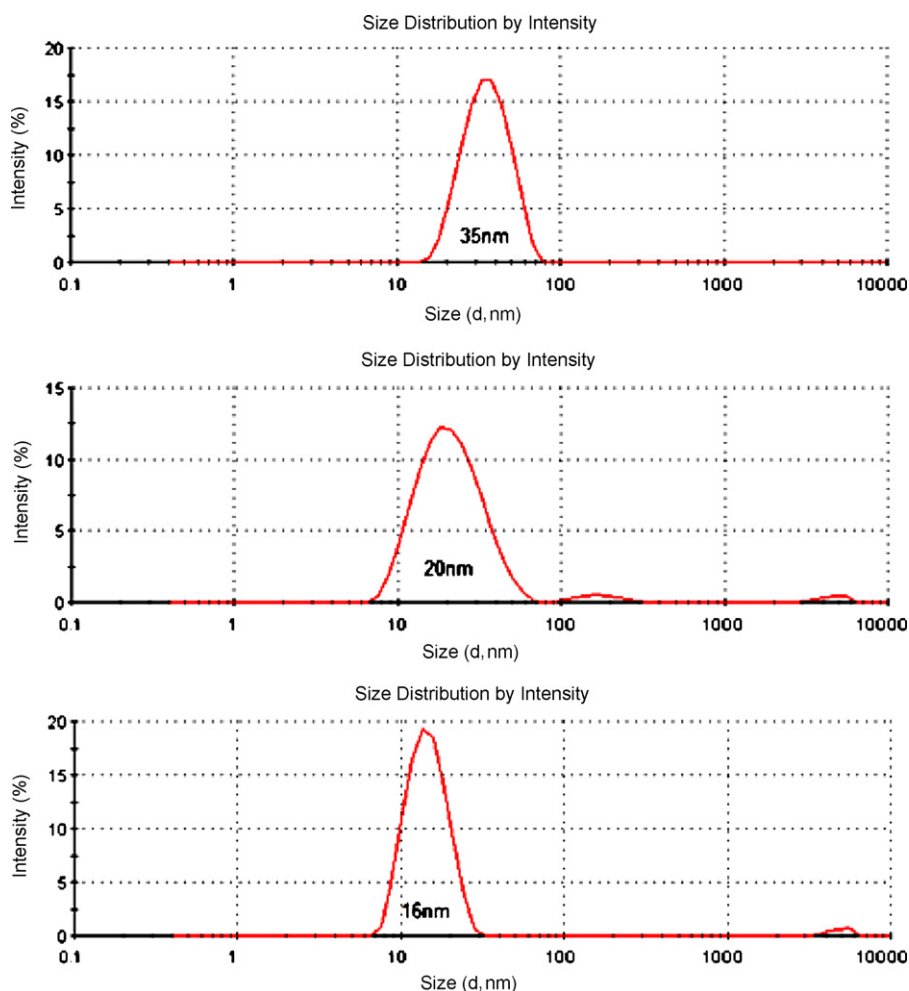 Size Distribution by Intensity
20
15
10
5
0
Intensity (%)
35nm
0.1 1 10 100 1000 10000
Size (d, nm)
Size Distribution by Intensity
15
10
5
0
Intensity (%)
20nm
0.1 1 10 100 1000 10000
Size (d, nm)
Size Distribution by Intensity
20
15
10
5
0
Intensity (%)
16nm
0.1 1 10 100 1000 10000
Size (d, nm)